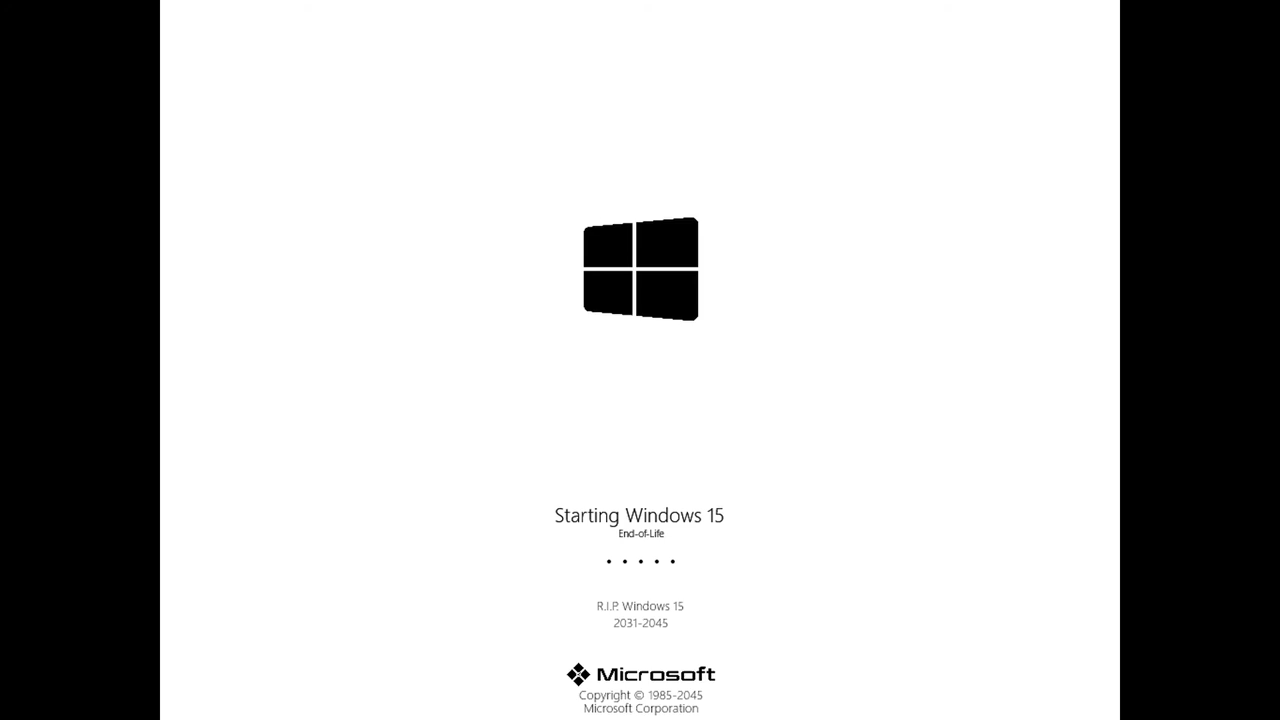 Starting Windows 15
End-of-Life
R.I.P. Windows 15
2031-2045
Microsoft
Copyright © 1985-2045
Microsoft Corporation